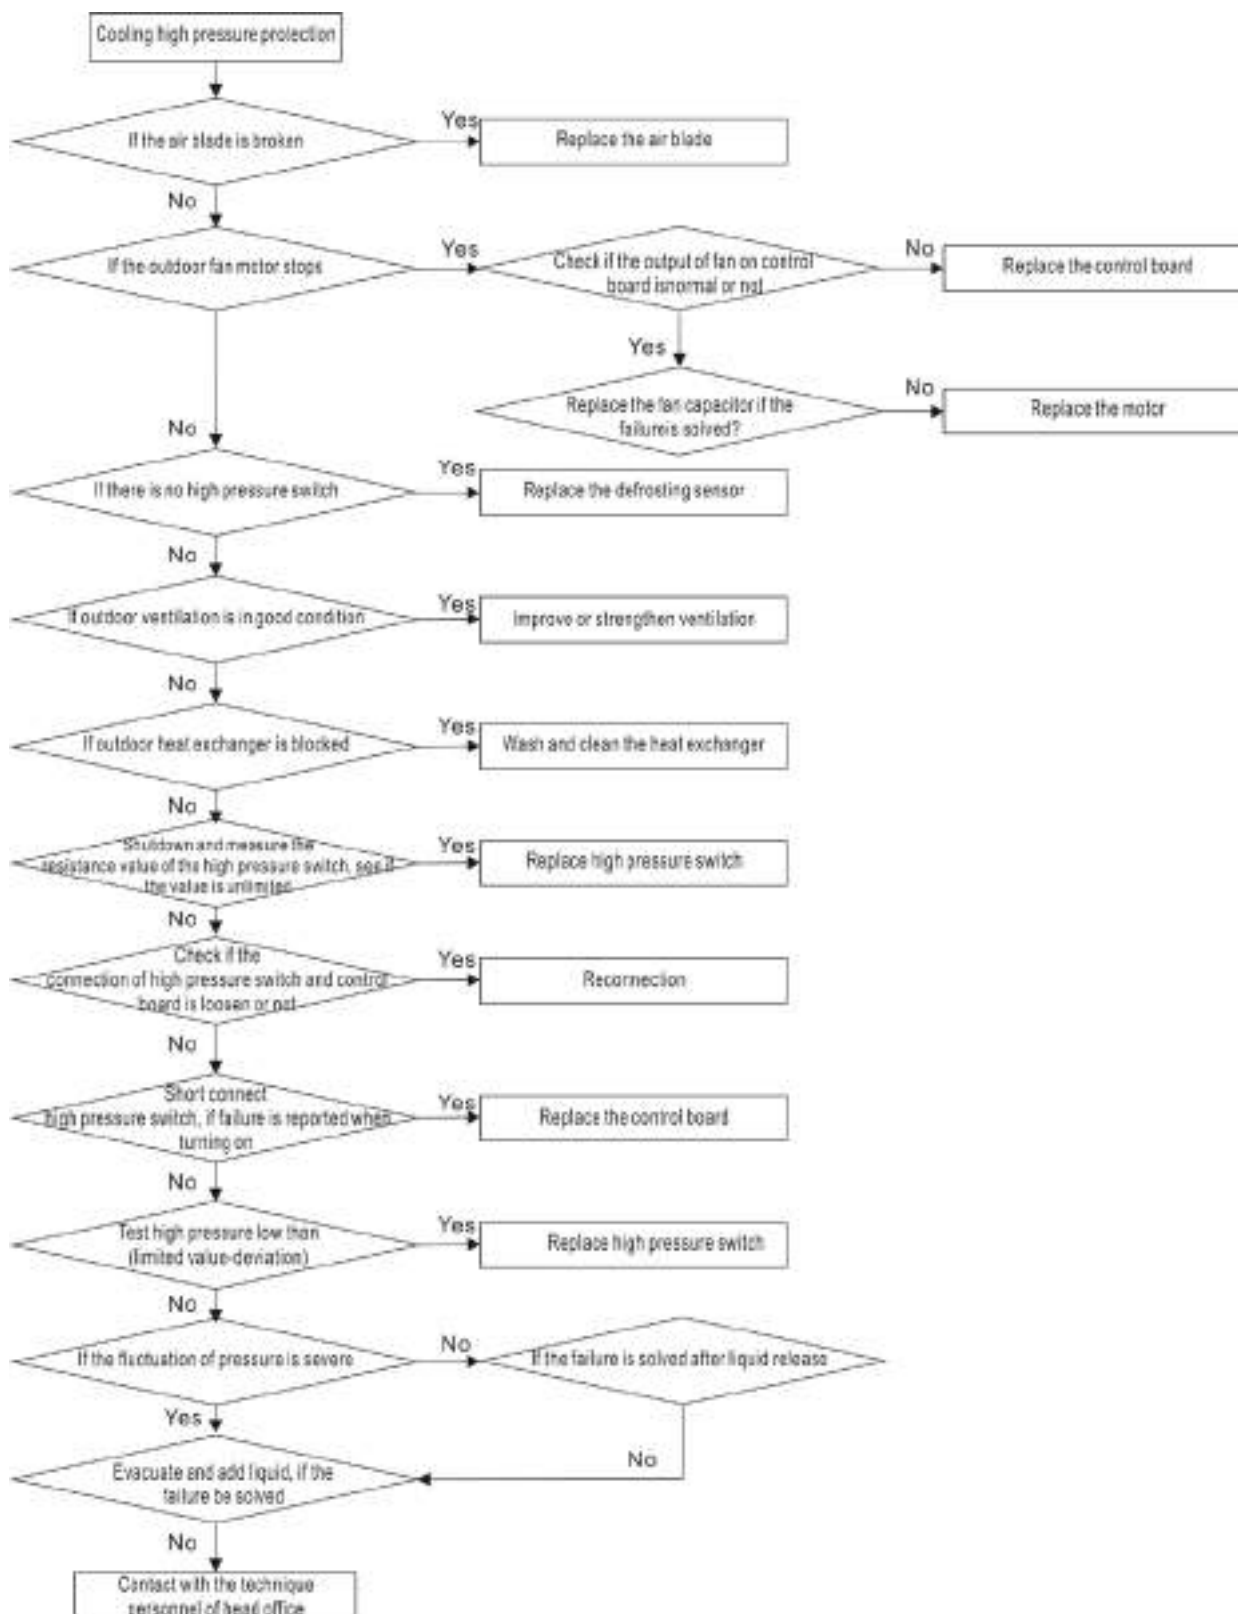 Cooling high pressure protection
If the air blade is broken
Yes
Replace the air blade
No
If the outdoor fan motor stops
Yes
Check if the output of fan on control
board isnormal or not
No
Replace the control board
Yes
Replace the fan capacitor if the
failureis solved?
No
Replace the motor
No
If there is no high pressure switch
Yes
Replace the defrosting sensor
No
If outdoor ventilation is in good condition
Yes
Improve or strengthen ventilation
No
If outdoor heat exchanger is blocked
Yes
Wash and clean the heat exchanger
No
Shutdown and measure the
resistance value of the high pressure switch, see if
the value is unlimited
Yes
Replace high pressure switch
No
Check if the
connection of high pressure switch and control
board is loosen or not
Yes
Reconnection
No
Short connect
high pressure switch, if failure is reported when
turning on
Yes
Replace the control board
No
Test high pressure low than
(limited value-deviation)
Yes
Replace high pressure switch
No
If the fluctuation of pressure is severe
No
If the failure is solved after liquid release
Yes
No
Evacuate and add liquid, if the
failure be solved
No
Contact with the technique
personnel of head office